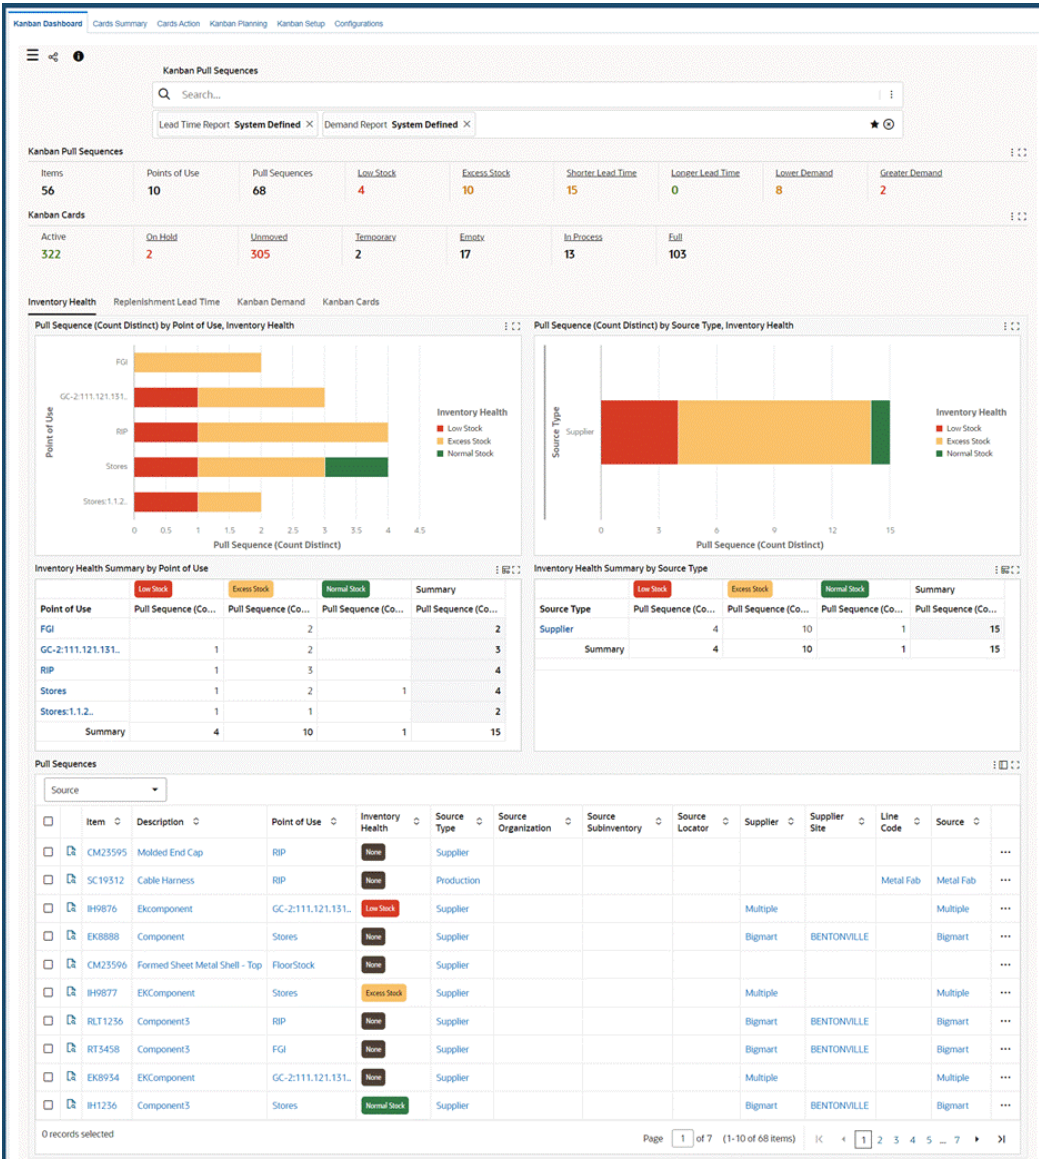 Kanban Dashboard Cards Summary Cards Action Kanban Planning Kanban Setup Configurations
Kanban Pull Sequences
Search...
Lead Time Report System Defined × Demand Report System Defined ×
Kanban Pull Sequences
Items Points of Use Pull Sequences Low Stock Excess Stock Shorter Lead Time Longer Lead Time Lower Demand Greater Demand
56 10 68 4 10 15 0 8 2
Kanban Cards
Active On Hold Unmoved Temporary Empty In Process Full
322 2 305 2 17 13 103
Inventory Health Replenishment Lead Time Kanban Demand Kanban Cards
Pull Sequence (Count Distinct) by Point of Use, Inventory Health
Point of Use
FGI
GC-2:111.121.131..
RIP
Stores
Stores:1.1.2..
0 0.5 1 1.5 2 2.5 3 3.5 4 4.5
Pull Sequence (Count Distinct)
Inventory Health
Low Stock
Excess Stock
Normal Stock
Pull Sequence (Count Distinct) by Source Type, Inventory Health
Source Type
Supplier
0 3 6 9 12 15
Pull Sequence (Count Distinct)
Inventory Health
Low Stock
Excess Stock
Normal Stock
Inventory Health Summary by Point of Use
Low Stock Excess Stock Normal Stock Summary
Point of Use Pull Sequence (Co... Pull Sequence (Co... Pull Sequence (Co... Pull Sequence (Co...
FGI 2 2
GC-2:111.121.131.. 1 2 3
RIP 1 3 4
Stores 1 2 1 4
Stores:1.1.2.. 1 1 2
Summary 4 10 1 15
Inventory Health Summary by Source Type
Low Stock Excess Stock Normal Stock Summary
Source Type Pull Sequence (Co... Pull Sequence (Co... Pull Sequence (Co... Pull Sequence (Co...
Supplier 4 10 1 15
Summary 4 10 1 15
Pull Sequences
Source
Item Description Point of Use Inventory Health Source Type Source Organization Source Subinventory Source Locator Supplier Supplier Site Line Code Source
CM23595 Molded End Cap RIP None Supplier ...
SC19312 Cable Harness RIP None Production Metal Fab Metal Fab ...
IH9876 Ekcomponent GC-2:111.121.131.. Low Stock Supplier Multiple Multiple ...
EK8888 Component Stores None Supplier Bigmart BENTONVILLE Bigmart ...
CM23596 Formed Sheet Metal Shell - Top FloorStock None Supplier ...
IH9877 EKComponent Stores Excess Stock Supplier Multiple Multiple ...
RLT1236 Component3 RIP None Supplier Bigmart BENTONVILLE Bigmart ...
RT3458 Component3 FGI None Supplier Bigmart BENTONVILLE Bigmart ...
EK8934 EKComponent GC-2:111.121.131.. None Supplier Multiple Multiple ...
IH1236 Component3 Stores Normal Stock Supplier Bigmart BENTONVILLE Bigmart ...
0 records selected
Page 1 of 7 (1-10 of 68 items) 1 2 3 4 5 ... 7